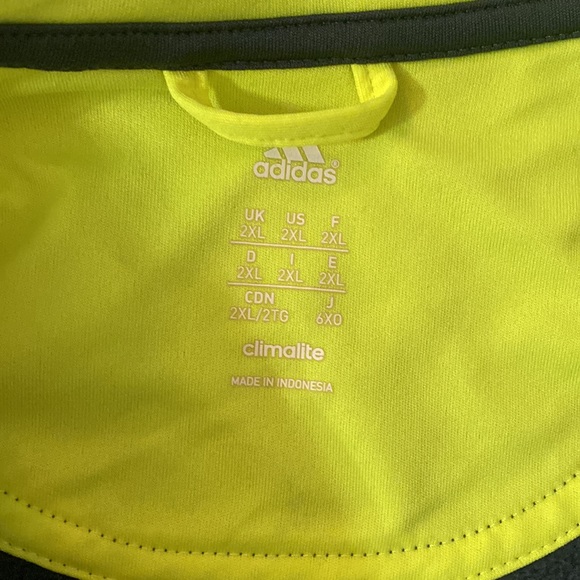 adidas®
UK US F
2XL 2XL 2XL
D I E
2XL 2XL 2XL
CDN J
2XL/2TG 6XO
climalite
MADE IN INDONESIA